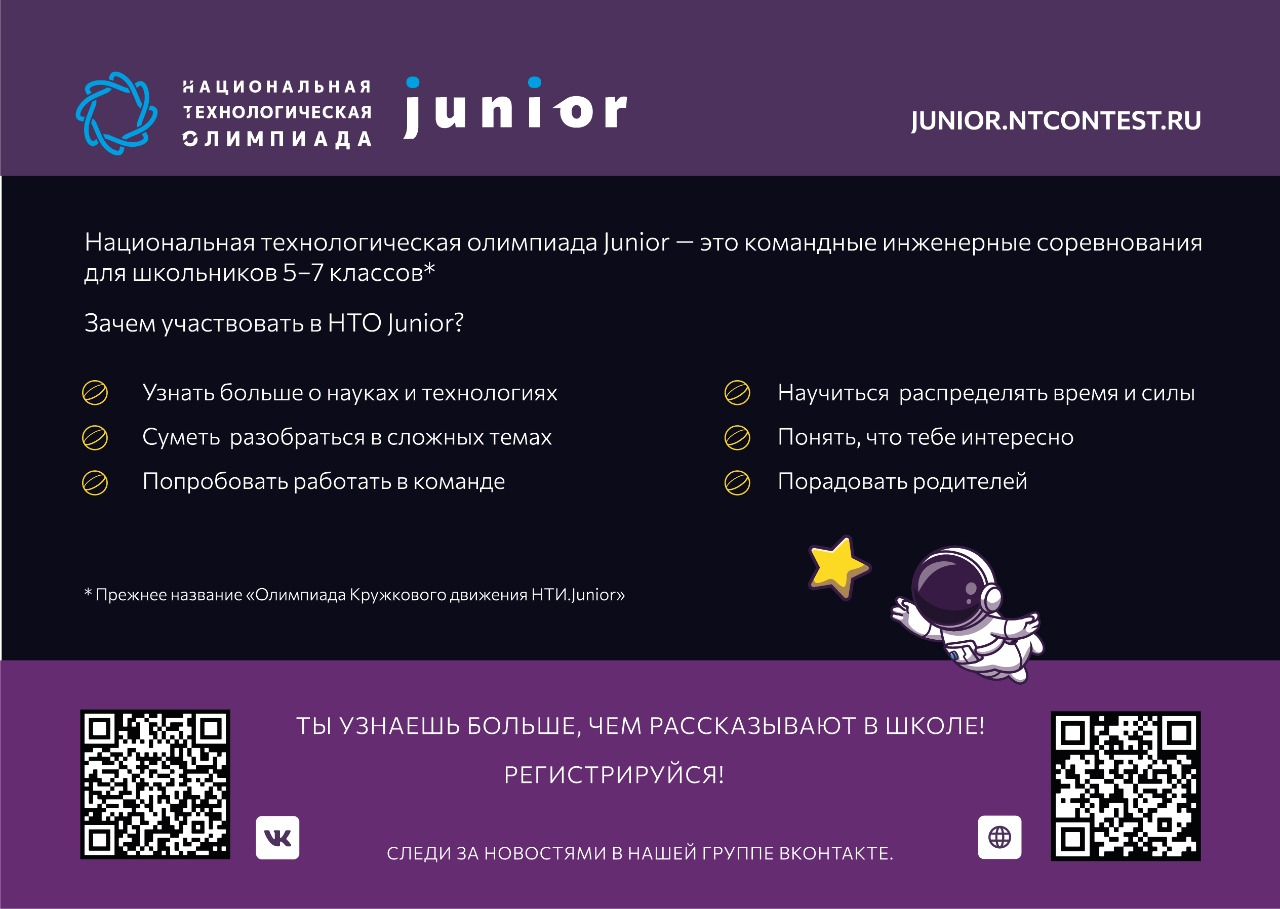 НАЦИОНАЛЬНАЯ
ТЕХНОЛОГИЧЕСКАЯ
ОЛИМПИАДА
junior
JUNIOR.NTCONTEST.RU
Национальная технологическая олимпиада Junior — это командные инженерные соревнования
для школьников 5–7 классов*
Зачем участвовать в НТО Junior?
Узнать больше о науках и технологиях
Суметь разобраться в сложных темах
Попробовать работать в команде
Научиться распределять время и силы
Понять, что тебе интересно
Порадовать родителей
* Прежнее название «Олимпиада Кружкового движения НТИ.Junior»
ТЫ УЗНАЕШЬ БОЛЬШЕ, ЧЕМ РАССКАЗЫВАЮТ В ШКОЛЕ!
РЕГИСТРИРУЙСЯ!
СЛЕДИ ЗА НОВОСТЯМИ В НАШЕЙ ГРУППЕ ВКОНТАКТЕ.